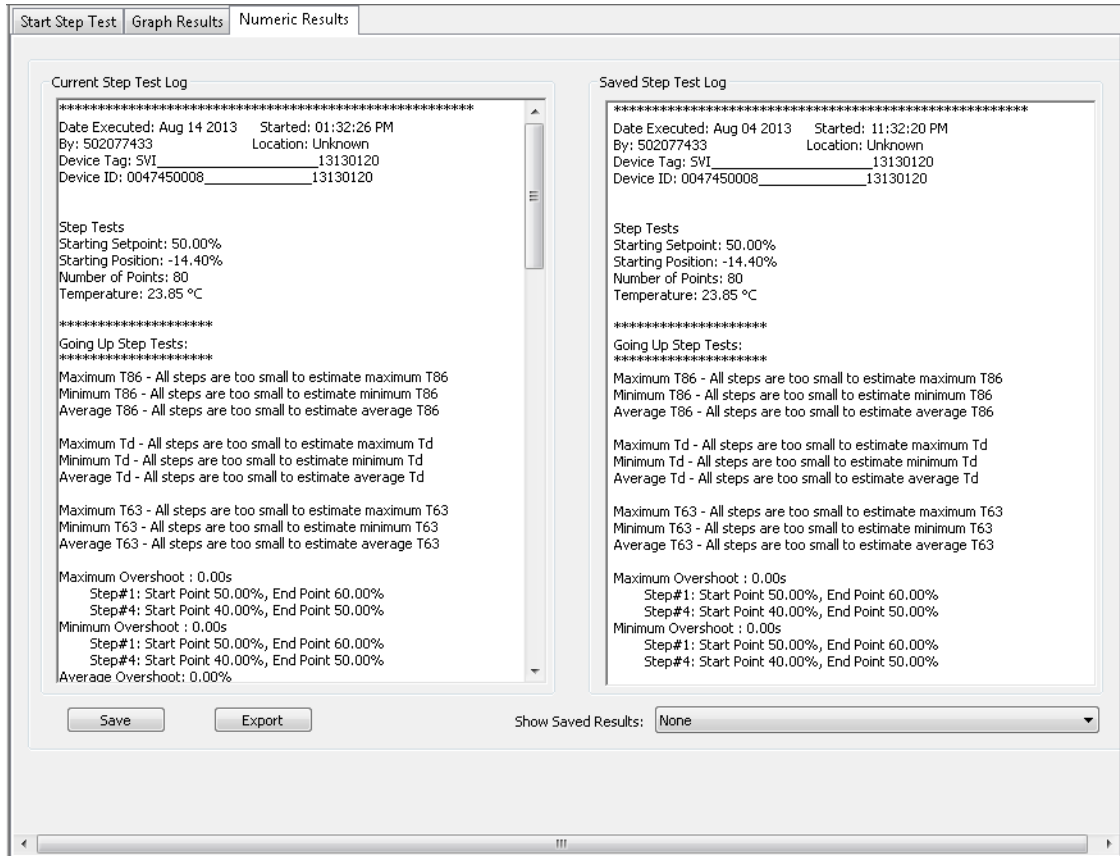 Start Step Test
Graph Results
Numeric Results
Current Step Test Log
******************************************************
Date Executed: Aug 14 2013 Started: 01:32:26 PM
By: 502077433 Location: Unknown
Device Tag: SVI_____________________13130120
Device ID: 0047450008______________13130120
Step Tests
Starting Setpoint: 50.00%
Starting Position: -14.40%
Number of Points: 80
Temperature: 23.85 °C
*********************
Going Up Step Tests:
*********************
Maximum T86 - All steps are too small to estimate maximum T86
Minimum T86 - All steps are too small to estimate minimum T86
Average T86 - All steps are too small to estimate average T86
Maximum Td - All steps are too small to estimate maximum Td
Minimum Td - All steps are too small to estimate minimum Td
Average Td - All steps are too small to estimate average Td
Maximum T63 - All steps are too small to estimate maximum T63
Minimum T63 - All steps are too small to estimate minimum T63
Average T63 - All steps are too small to estimate average T63
Maximum Overshoot : 0.00s
Step#1: Start Point 50.00%, End Point 60.00%
Step#4: Start Point 40.00%, End Point 50.00%
Minimum Overshoot : 0.00s
Step#1: Start Point 50.00%, End Point 60.00%
Step#4: Start Point 40.00%, End Point 50.00%
Average Overshoot: 0.00%
Saved Step Test Log
******************************************************
Date Executed: Aug 04 2013 Started: 11:32:20 PM
By: 502077433 Location: Unknown
Device Tag: SVI_____________________13130120
Device ID: 0047450008______________13130120
Step Tests
Starting Setpoint: 50.00%
Starting Position: -14.40%
Number of Points: 80
Temperature: 23.85 °C
*********************
Going Up Step Tests:
*********************
Maximum T86 - All steps are too small to estimate maximum T86
Minimum T86 - All steps are too small to estimate minimum T86
Average T86 - All steps are too small to estimate average T86
Maximum Td - All steps are too small to estimate maximum Td
Minimum Td - All steps are too small to estimate minimum Td
Average Td - All steps are too small to estimate average Td
Maximum T63 - All steps are too small to estimate maximum T63
Minimum T63 - All steps are too small to estimate minimum T63
Average T63 - All steps are too small to estimate average T63
Maximum Overshoot : 0.00s
Step#1: Start Point 50.00%, End Point 60.00%
Step#4: Start Point 40.00%, End Point 50.00%
Minimum Overshoot : 0.00s
Step#1: Start Point 50.00%, End Point 60.00%
Step#4: Start Point 40.00%, End Point 50.00%
Save
Export
Show Saved Results: None